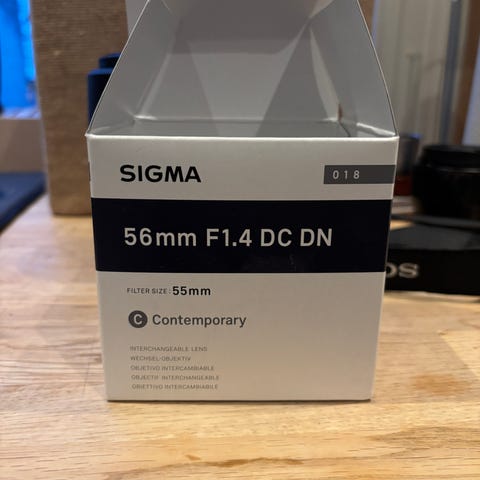 SIGMA
018
56mm F1.4 DC DN
FILTER SIZE : 55mm
C Contemporary
INTERCHANGEABLE LENS
WECHSEL-OBJEKTIV
OBJETIVO INTERCAMBIABLE
OBJECTIF INTERCHANGEABLE
OBIETTIVO INTERCAMBIABILE
OS